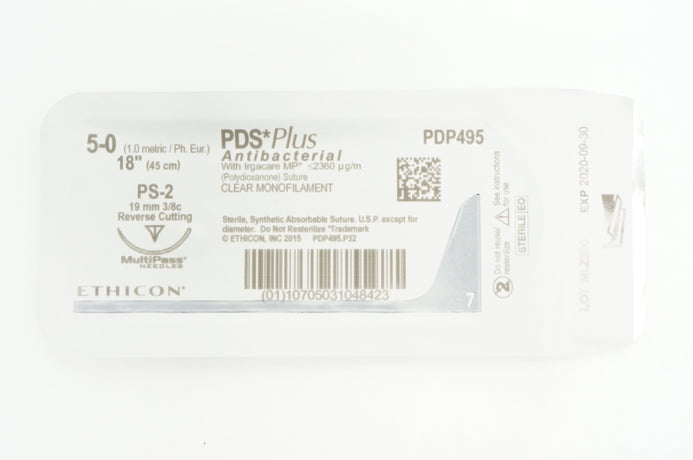 5-0 (1.0 metric / Ph. Eur.)
18" (45 cm)
PS-2
19 mm 3/8c
Reverse Cutting
MultiPass*
NEEDLES
ETHICON*
PDS*Plus
Antibacterial
With Irgacare MP* ≤2360 µg/m
(Polydioxanone) Suture
CLEAR MONOFILAMENT
PDP495
Sterile, Synthetic Absorbable Suture. U.S.P. except for
diameter. Do Not Resterilize *Trademark
© ETHICON, INC 2015 PDP495.P32
(01)10705031048423
7
2 Do not reuse/
resterilize
See instructions
for use
STERILE EO
EXP 2020-09-30
LOT